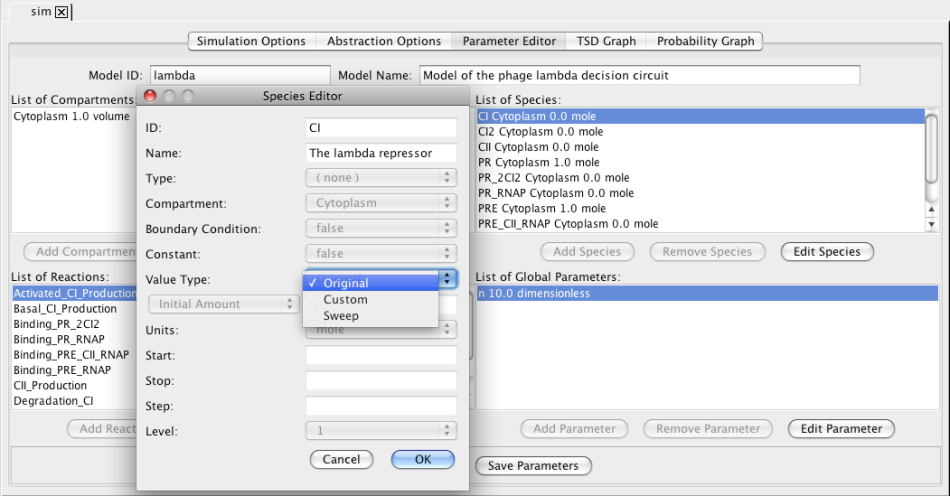 sim
Simulation Options Abstraction Options Parameter Editor TSD Graph Probability Graph
Model ID: lambda Model Name: Model of the phage lambda decision circuit
List of Compartments:
Cytoplasm 1.0 volume
Add Compartmen
List of Reactions:
Activated_CI_Production
Basal_CI_Production
Binding_PR_2CI2
Binding_PR_RNAP
Binding_PRE_CII_RNAP
Binding_PRE_RNAP
CII_Production
Degradation_CI
Add React
Species Editor
ID: CI
Name: The lambda repressor
Type: ( none )
Compartment: Cytoplasm
Boundary Condition: false
Constant: false
Value Type:
✓ Original
Custom
Sweep
Initial Amount
Units: mole
Start:
Stop:
Step:
Level: 1
Cancel OK
List of Species:
CI Cytoplasm 0.0 mole
CI2 Cytoplasm 0.0 mole
CII Cytoplasm 0.0 mole
PR Cytoplasm 1.0 mole
PR_2CI2 Cytoplasm 0.0 mole
PR_RNAP Cytoplasm 0.0 mole
PRE Cytoplasm 1.0 mole
PRE_CII_RNAP Cytoplasm 0.0 mole
Add Species Remove Species Edit Species
List of Global Parameters:
n 10.0 dimensionless
Add Parameter Remove Parameter Edit Parameter
Save Parameters